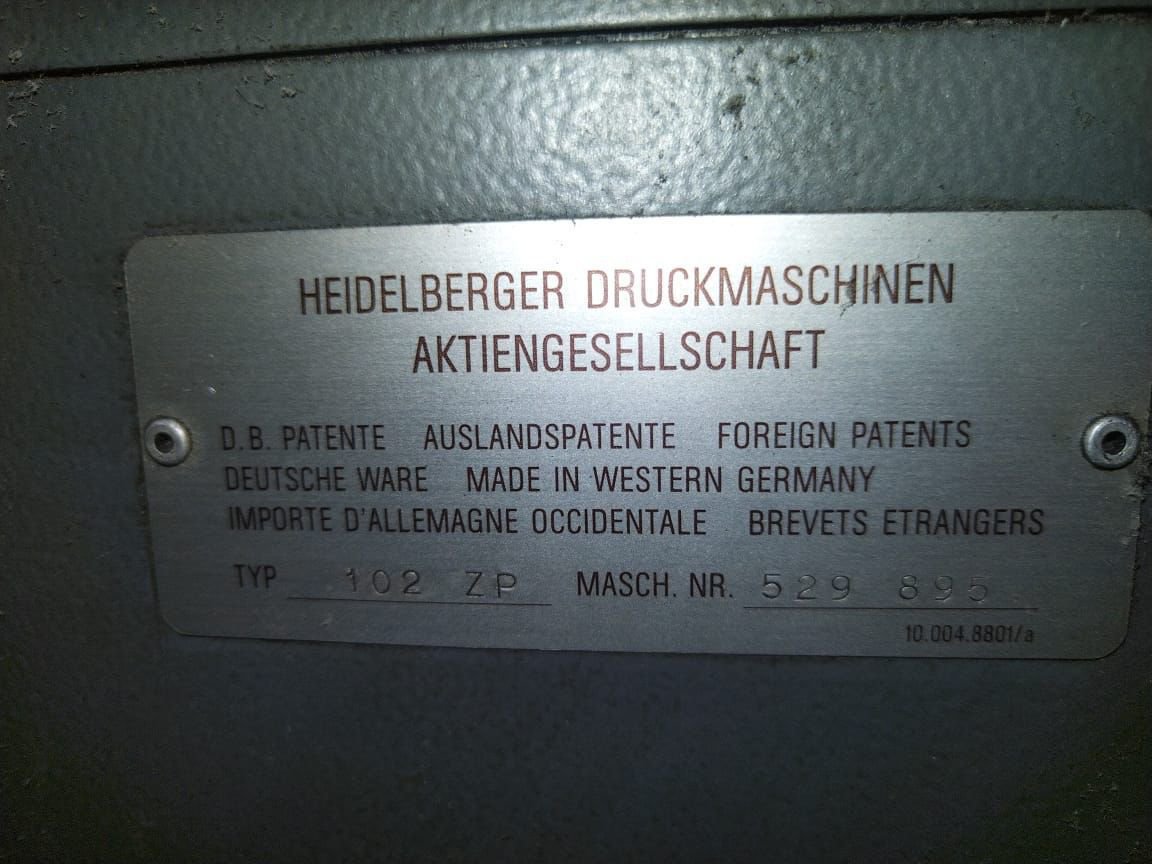 HEIDELBERGER DRUCKMASCHINEN
AKTIENGESELLSCHAFT
D.B. PATENTE AUSLANDSPATENTE FOREIGN PATENTS
DEUTSCHE WARE MADE IN WESTERN GERMANY
IMPORTE D'ALLEMAGNE OCCIDENTALE BREVETS ETRANGERS
TYP 102 ZP MASCH. NR. 529 895
10.004.8801/a